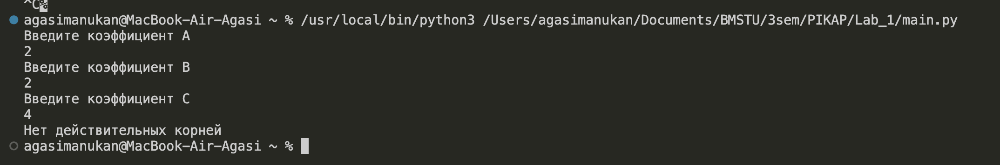 ^C%
agasimanukan@MacBook-Air-Agasi ~ % /usr/local/bin/python3 /Users/agasimanukan/Documents/BMSTU/3sem/PIKAP/Lab_1/main.py
Введите коэффициент A
2
Введите коэффициент B
2
Введите коэффициент C
4
Нет действительных корней
agasimanukan@MacBook-Air-Agasi ~ %